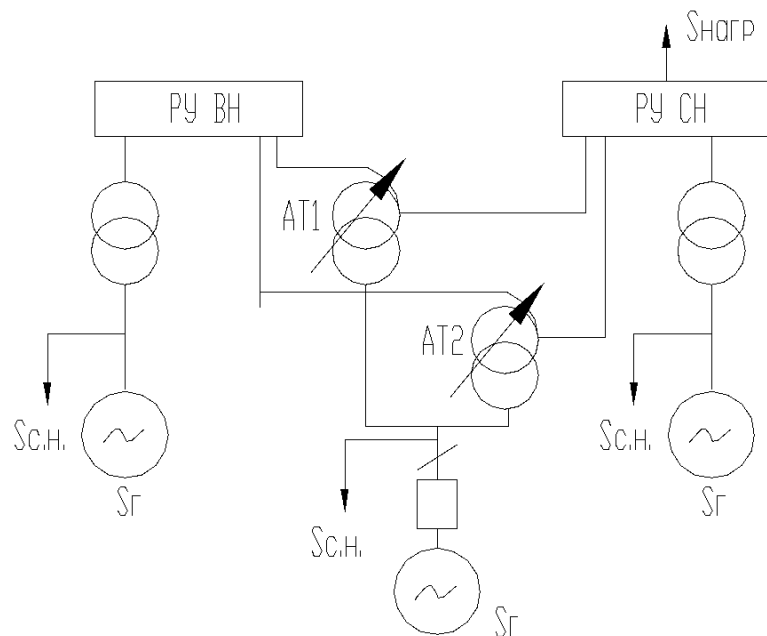 Sнагр
РУ ВН
РУ СН
АТ1
АТ2
Sс.н.
Sг
Sс.н.
Sг
Sс.н.
Sг